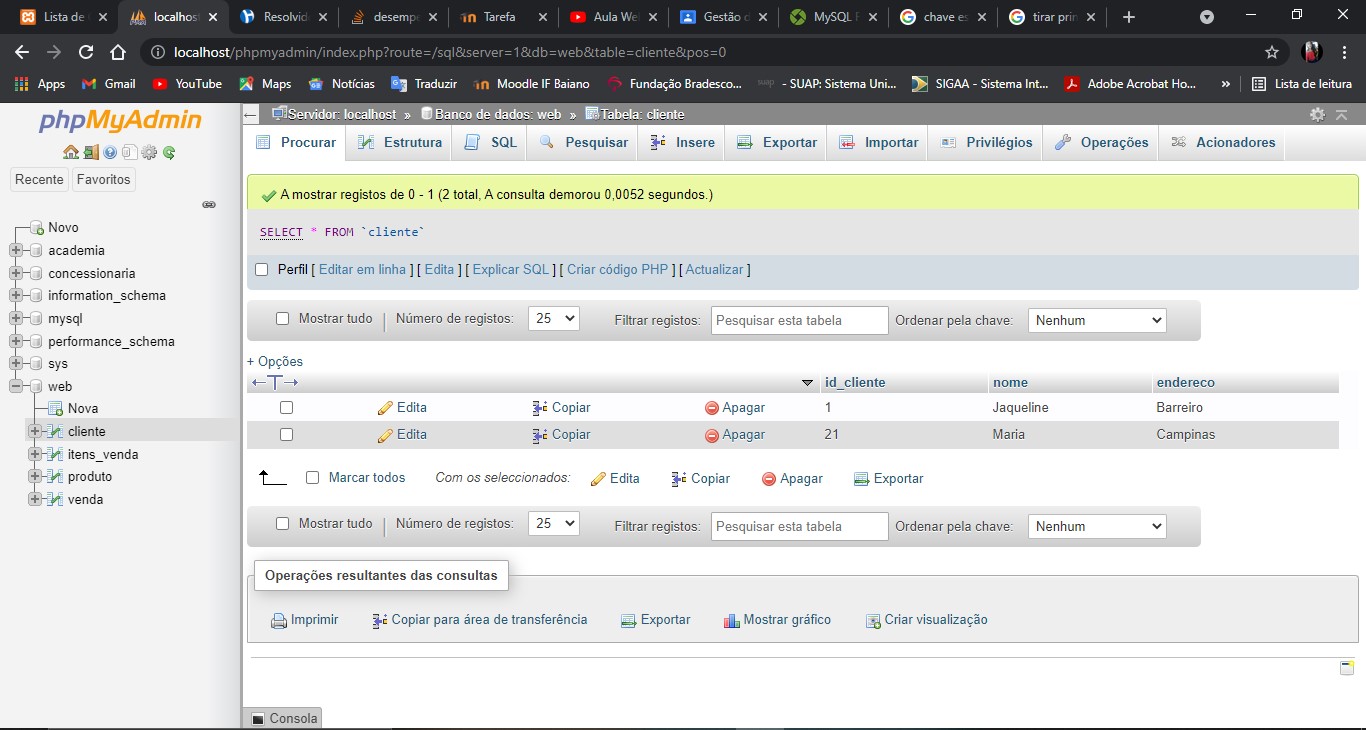 Lista de localhost Resolvid desempe Tarefa Aula We Gestão d MySQL F chave es tirar prin
localhost/phpmyadmin/index.php?route=/sql&server=1&db=web&table=cliente&pos=0
Apps Gmail YouTube Maps Notícias Traduzir Moodle IF Baiano Fundação Bradesco... suap - SUAP: Sistema Uni... SIGAA - Sistema Int... Adobe Acrobat Ho... » Lista de leitura
phpMyAdmin
Recente Favoritos
Novo
academia
concessionaria
information_schema
mysql
performance_schema
sys
web
Nova
cliente
itens_venda
produto
venda
Servidor: localhost » Banco de dados: web » Tabela: cliente
Procurar Estrutura SQL Pesquisar Insere Exportar Importar Privilégios Operações Acionadores
A mostrar registos de 0 - 1 (2 total, A consulta demorou 0,0052 segundos.)
SELECT * FROM `cliente`
Perfil [ Editar em linha ] [ Edita ] [ Explicar SQL ] [ Criar código PHP ] [ Actualizar ]
Mostrar tudo | Número de registos: 25 Filtrar registos: Pesquisar esta tabela Ordenar pela chave: Nenhum
+ Opções
←T→ id_cliente nome endereco
Edita Copiar Apagar 1 Jaqueline Barreiro
Edita Copiar Apagar 21 Maria Campinas
Marcar todos Com os seleccionados: Edita Copiar Apagar Exportar
Mostrar tudo | Número de registos: 25 Filtrar registos: Pesquisar esta tabela Ordenar pela chave: Nenhum
Operações resultantes das consultas
Imprimir Copiar para área de transferência Exportar Mostrar gráfico Criar visualização
Consola